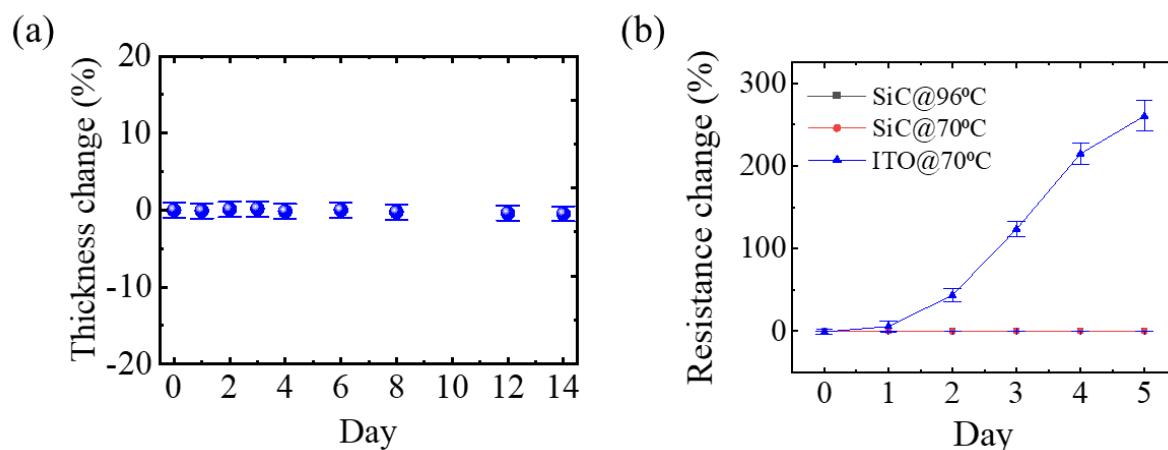 (a)
Thickness change (%)
20
10
0
-10
-20
0 2 4 6 8 10 12 14
Day
(b)
Resistance change (%)
300
200
100
0
SiC@96ºC
SiC@70ºC
ITO@70ºC
0 1 2 3 4 5
Day